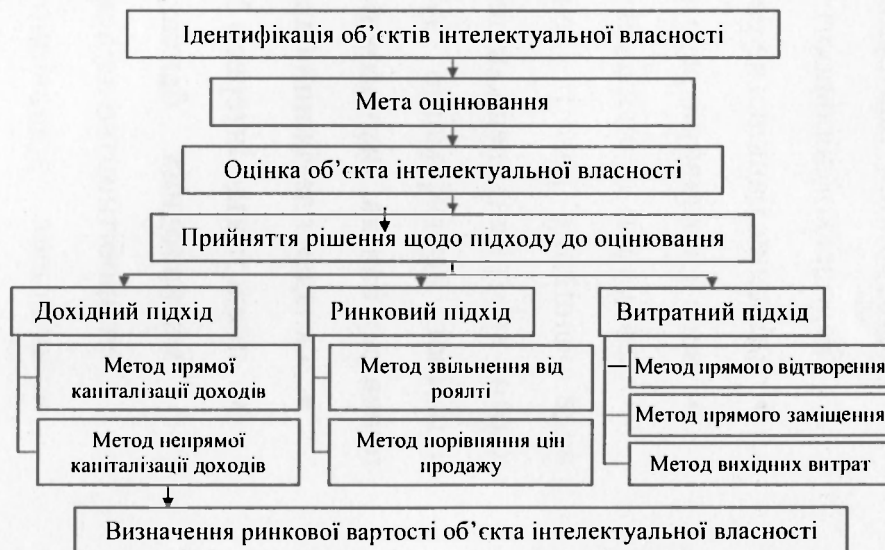 Ідентифікація об’єктів інтелектуальної власності
Мета оцінювання
Оцінка об’єкта інтелектуальної власності
Прийняття рішення щодо підходу до оцінювання
Дохідний підхід
Метод прямої
капіталізації доходів
Метод непрямої
капіталізації доходів
Ринковий підхід
Метод звільнення від
роялті
Метод порівняння цін
продажу
Витратний підхід
Метод прямого відтворення
Метод прямого заміщення
Метод вихідних витрат
Визначення ринкової вартості об’єкта інтелектуальної власності